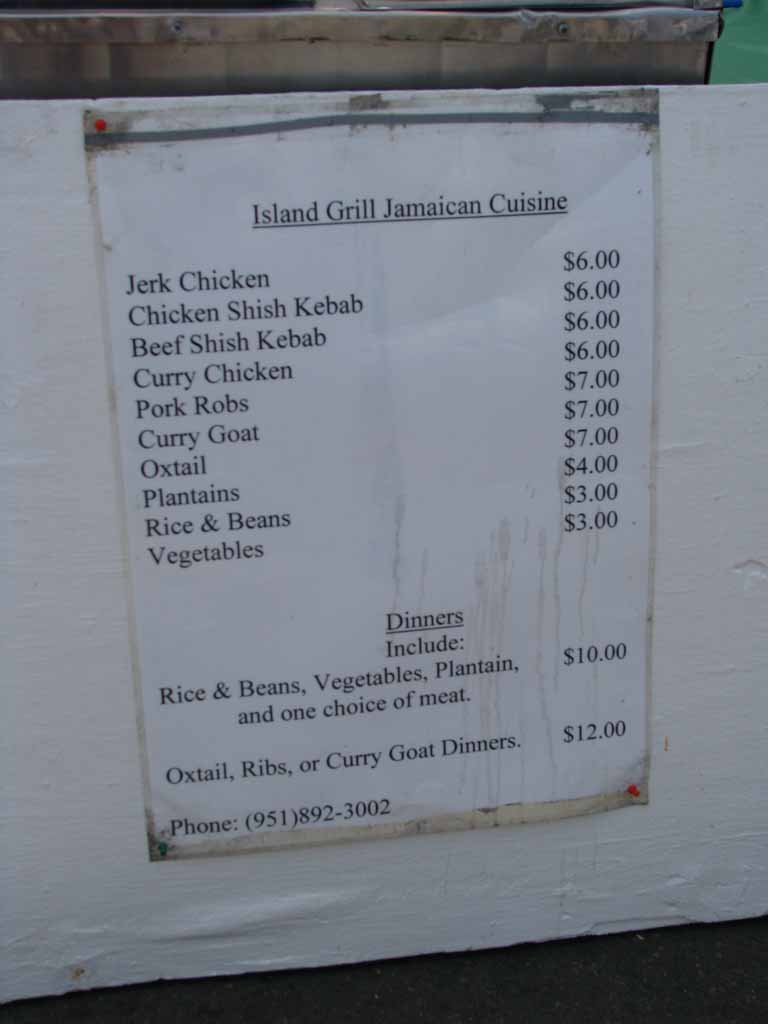 Island Grill Jamaican Cuisine
Jerk Chicken $6.00
Chicken Shish Kebab $6.00
Beef Shish Kebab $6.00
Curry Chicken $6.00
Pork Robs $7.00
Curry Goat $7.00
Oxtail $7.00
Plantains $4.00
Rice & Beans $3.00
Vegetables $3.00
Dinners
Include:
Rice & Beans, Vegetables, Plantain, $10.00
and one choice of meat.
Oxtail, Ribs, or Curry Goat Dinners. $12.00
Phone: (951)892-3002